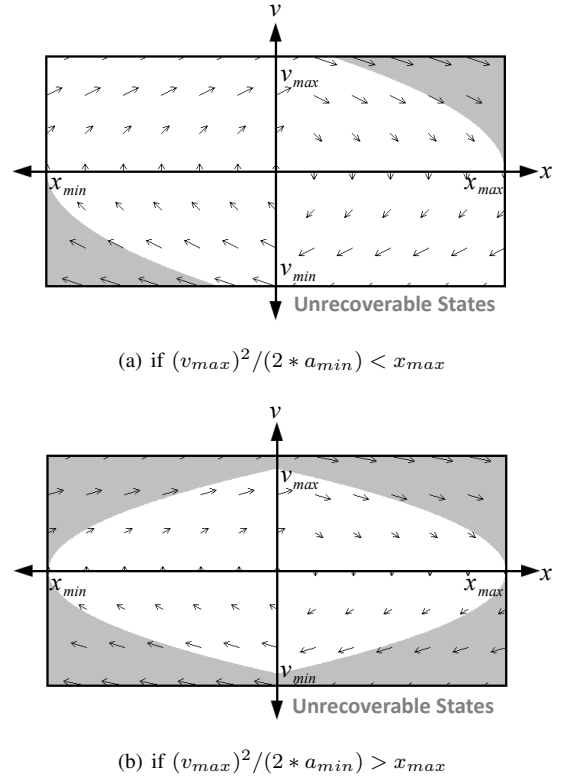 v
v_max
x_min
x_max
x
v_min
Unrecoverable States
(a) if (v_max)^2/(2 * a_min) < x_max
v
v_max
x_min
x_max
x
v_min
Unrecoverable States
(b) if (v_max)^2/(2 * a_min) > x_max